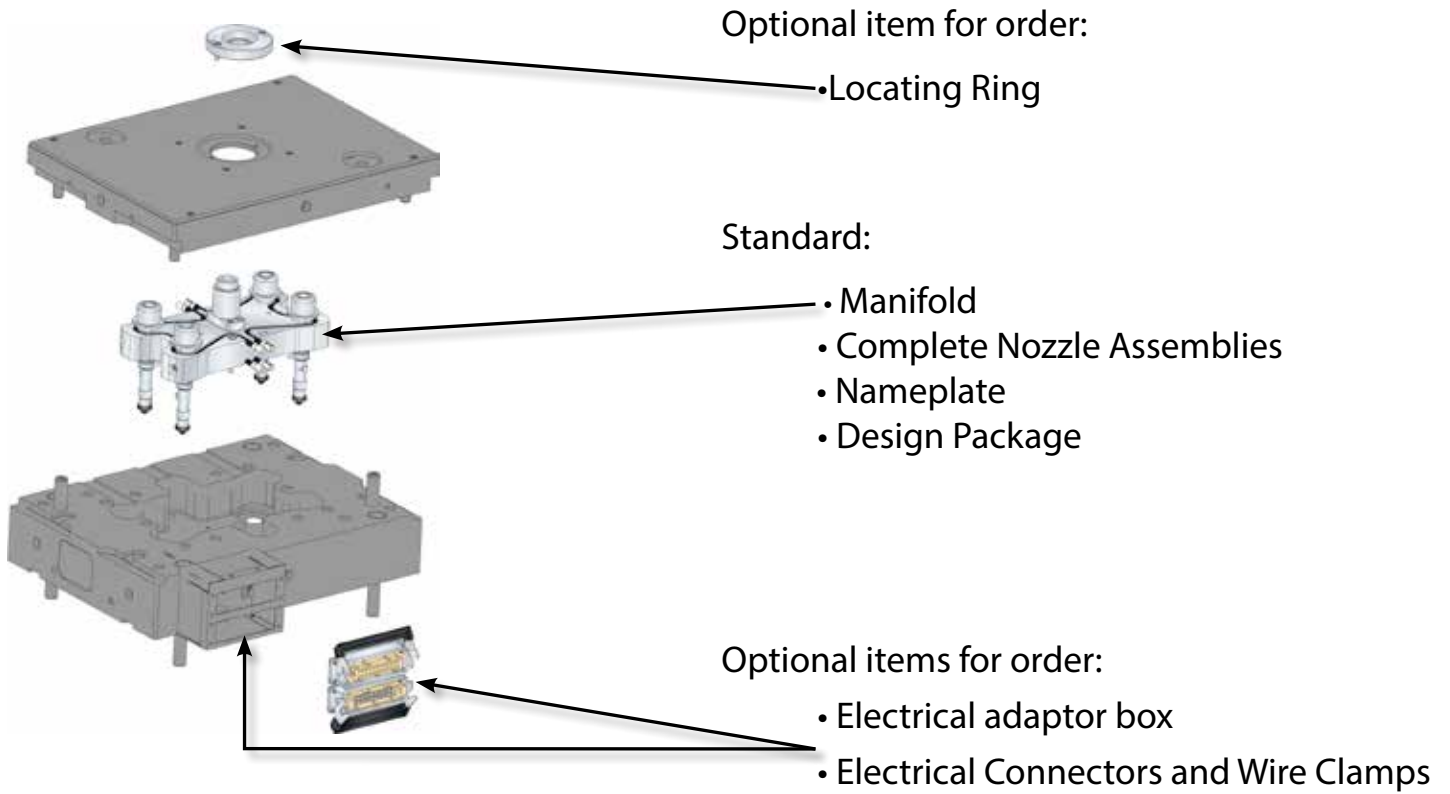 Optional item for order:
•Locating Ring
Standard:
• Manifold
• Complete Nozzle Assemblies
• Nameplate
• Design Package
Optional items for order:
• Electrical adaptor box
• Electrical Connectors and Wire Clamps